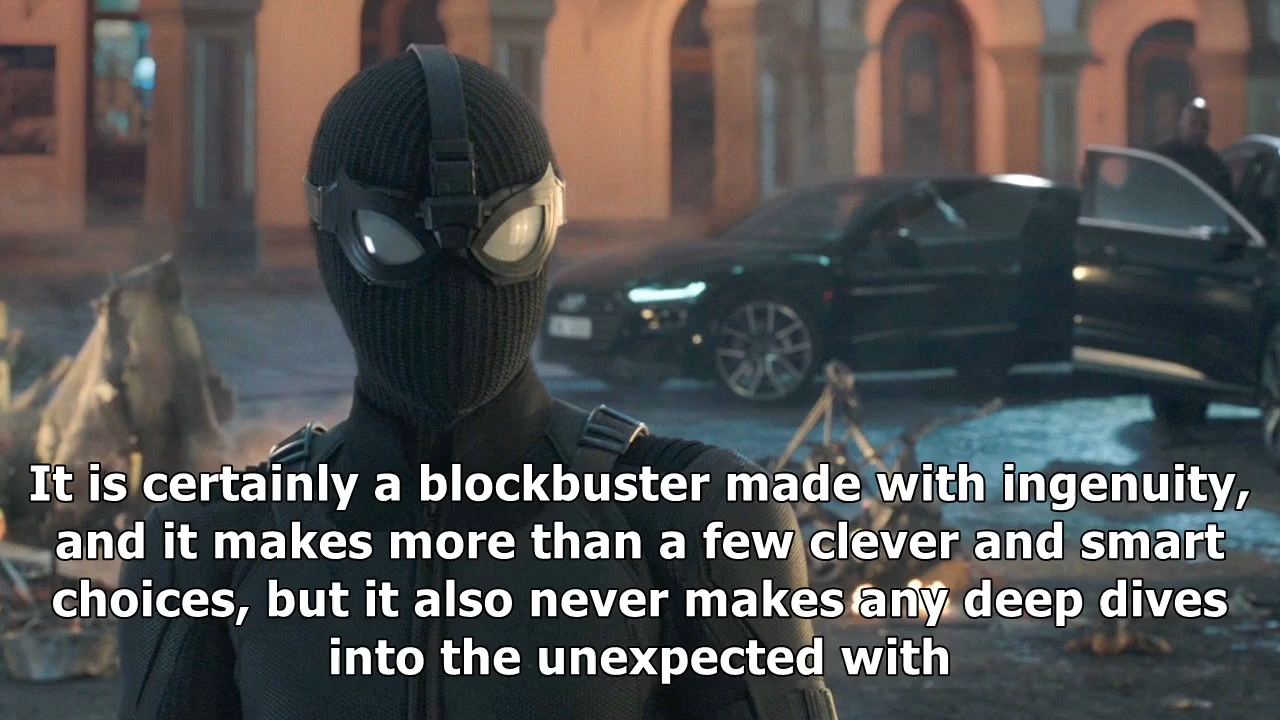 It is certainly a blockbuster made with ingenuity,
and it makes more than a few clever and smart
choices, but it also never makes any deep dives
into the unexpected with